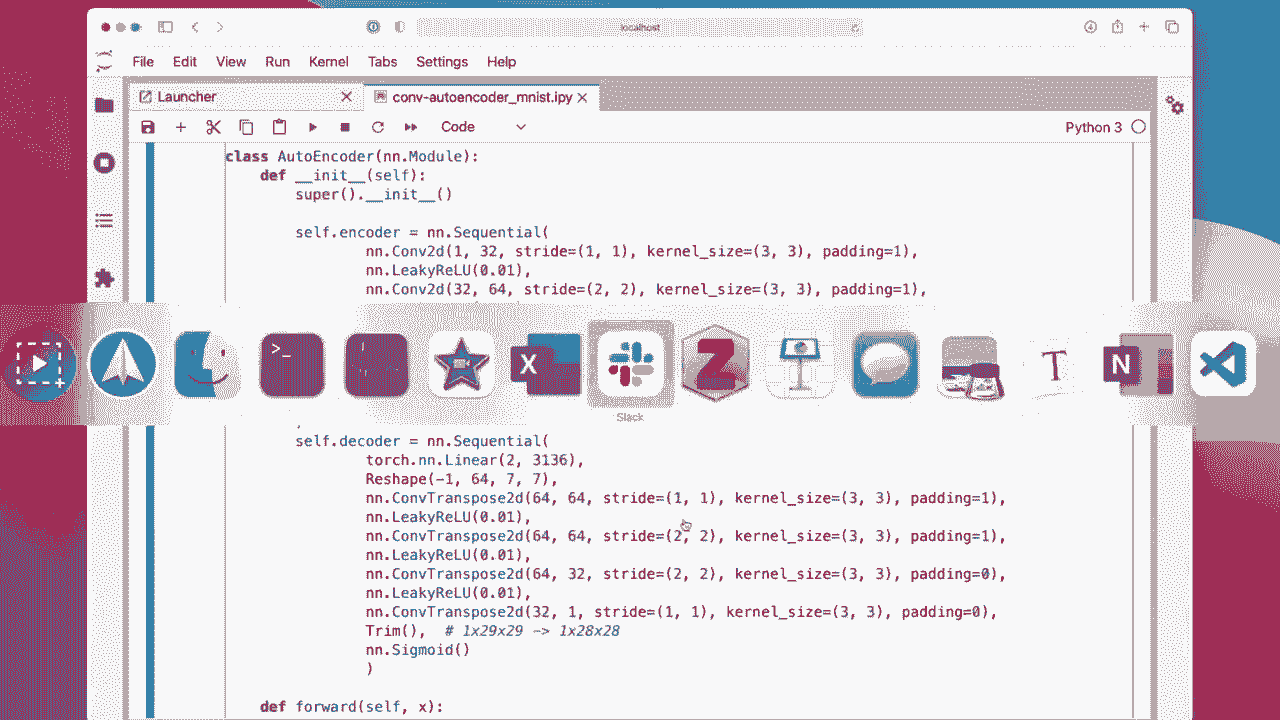 localhost
File Edit View Run Kernel Tabs Settings Help
Launcher
conv-autoencoder_mnist.ipy
Code
Python 3
class AutoEncoder(nn.Module):
def __init__(self):
super().__init__()
self.encoder = nn.Sequential(
nn.Conv2d(1, 32, stride=(1, 1), kernel_size=(3, 3), padding=1),
nn.LeakyReLU(0.01),
nn.Conv2d(32, 64, stride=(2, 2), kernel_size=(3, 3), padding=1),
>_
X
Z
T
N
Slack
self.decoder = nn.Sequential(
torch.nn.Linear(2, 3136),
Reshape(-1, 64, 7, 7),
nn.ConvTranspose2d(64, 64, stride=(1, 1), kernel_size=(3, 3), padding=1),
nn.LeakyReLU(0.01),
nn.ConvTranspose2d(64, 64, stride=(2, 2), kernel_size=(3, 3), padding=1),
nn.LeakyReLU(0.01),
nn.ConvTranspose2d(64, 32, stride=(2, 2), kernel_size=(3, 3), padding=0),
nn.LeakyReLU(0.01),
nn.ConvTranspose2d(32, 1, stride=(1, 1), kernel_size=(3, 3), padding=0),
Trim(), # 1x29x29 -> 1x28x28
nn.Sigmoid()
)
def forward(self, x):